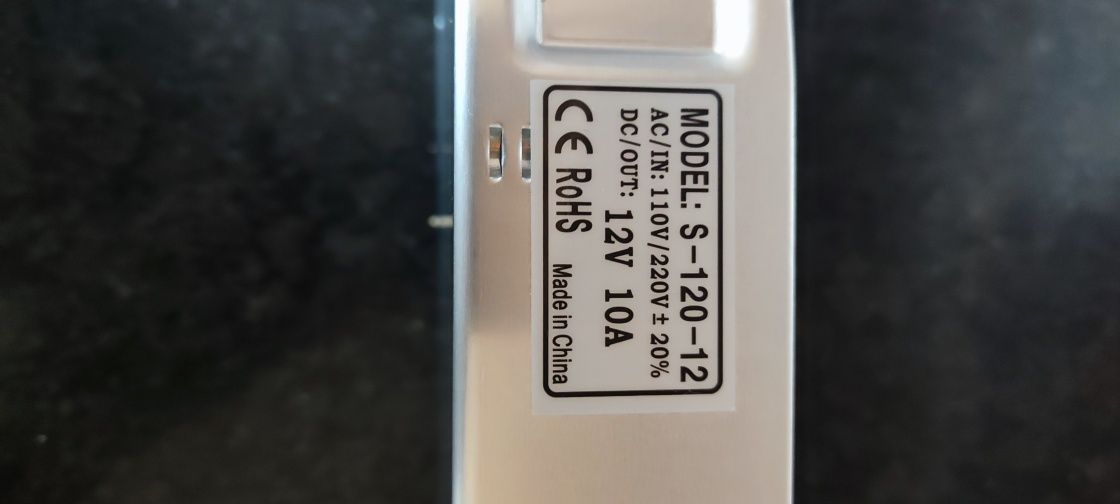 MODEL: S-120-12
AC/IN: 110V/220V ± 20%
DC/OUT: 12V 10A
CE RoHS Made in China